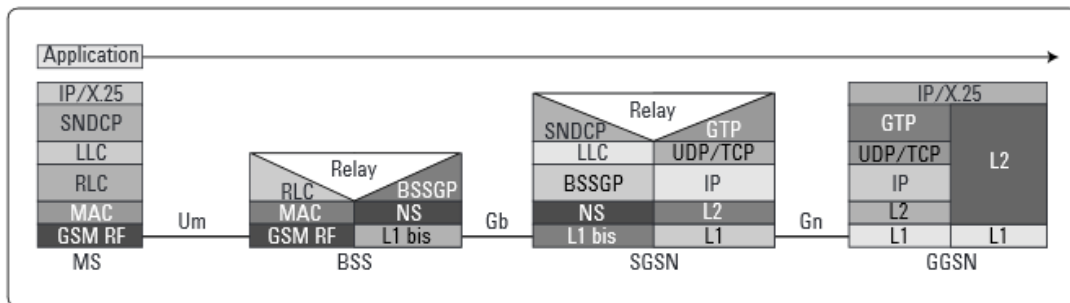 Application
IP/X.25
SNDCP
LLC
RLC
MAC
GSM RF
MS
Um
Relay
RLC
BSSGP
MAC
NS
GSM RF
L1 bis
BSS
Gb
Relay
SNDCP
GTP
LLC
UDP/TCP
BSSGP
IP
NS
L2
L1 bis
L1
SGSN
Gn
IP/X.25
GTP
UDP/TCP
IP
L2
L1
L2
L1
GGSN